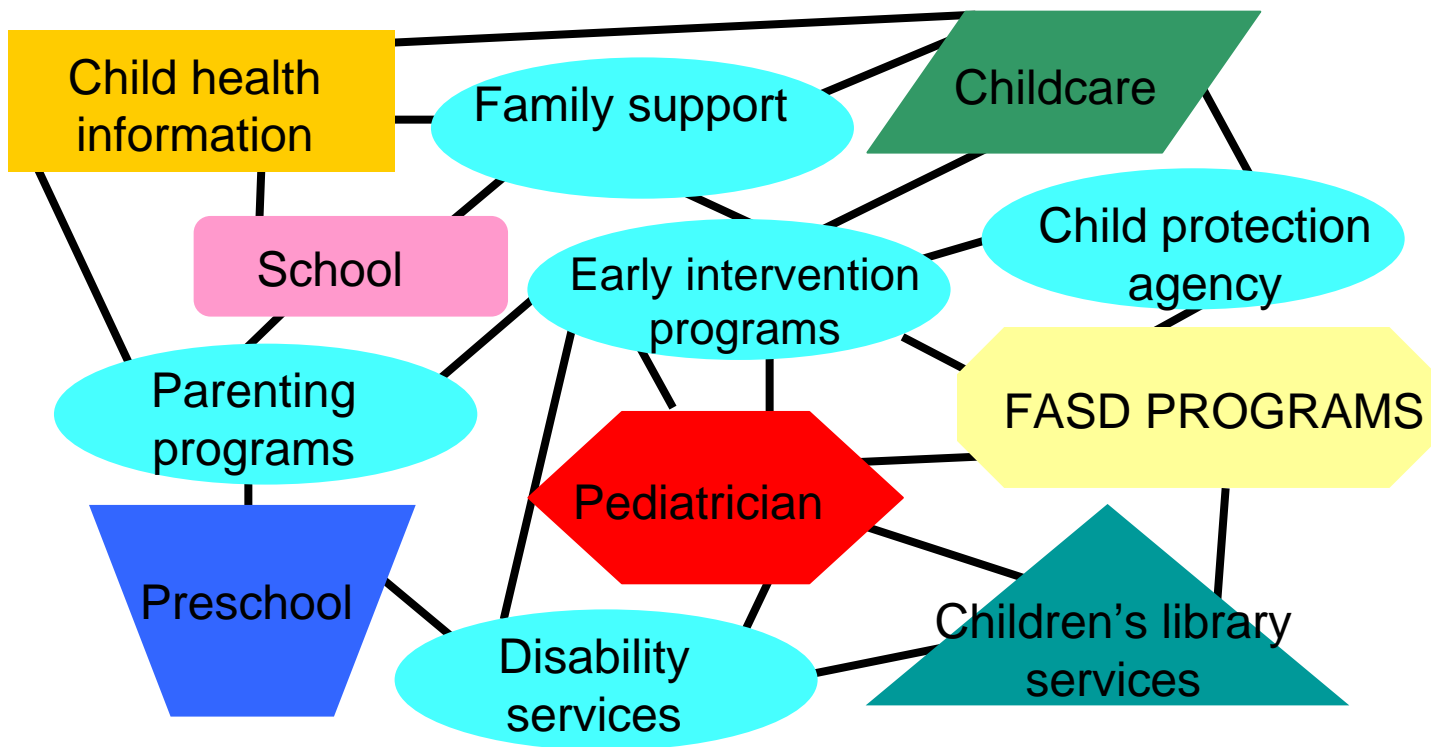 Child health
information
Family support
Childcare
School
Early intervention
programs
Child protection
agency
Parenting
programs
FASD PROGRAMS
Pediatrician
Preschool
Disability
services
Children’s library
services